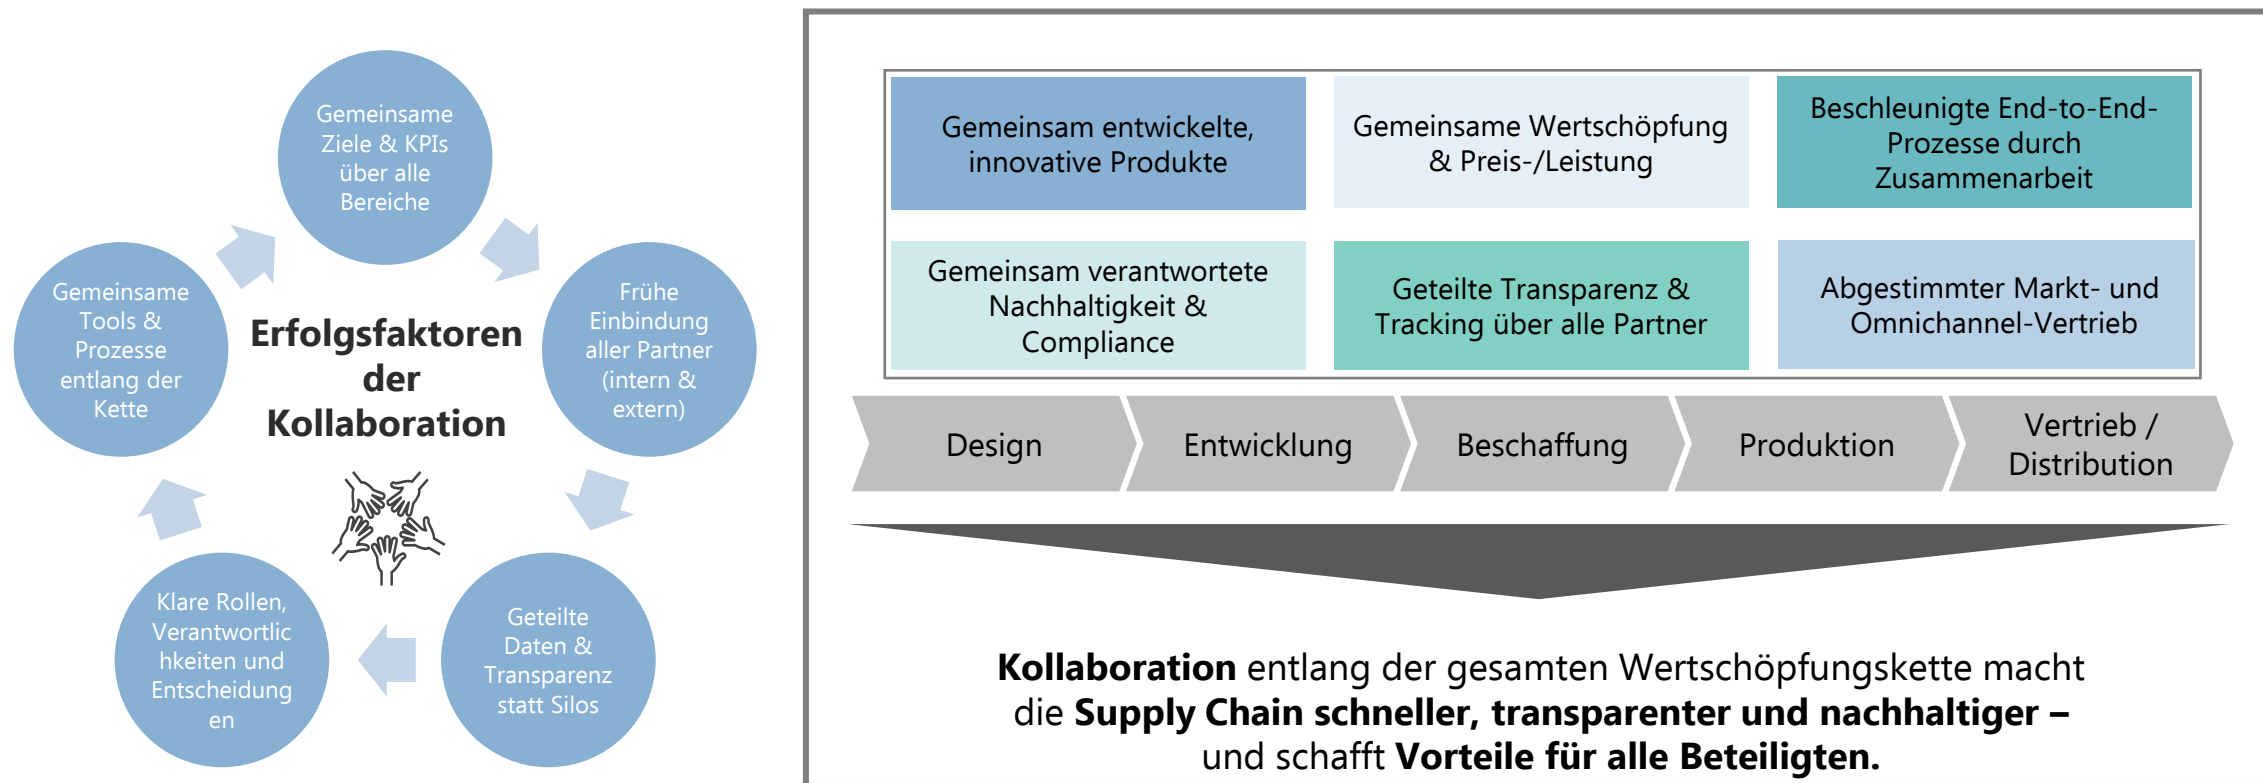 Gemeinsame
Ziele & KPIs
über alle
Bereiche
Frühe
Einbindung
aller Partner
(intern &
extern)
Geteilte
Daten &
Transparenz
statt Silos
Klare Rollen,
Verantwortlic
hkeiten und
Entscheidung
en
Gemeinsame
Tools &
Prozesse
entlang der
Kette
Erfolgsfaktoren
der
Kollaboration
Gemeinsam entwickelte,
innovative Produkte
Gemeinsame Wertschöpfung
& Preis-/Leistung
Beschleunigte End-to-End-
Prozesse durch
Zusammenarbeit
Gemeinsam verantwortete
Nachhaltigkeit &
Compliance
Geteilte Transparenz &
Tracking über alle Partner
Abgestimmter Markt- und
Omnichannel-Vertrieb
Design
Entwicklung
Beschaffung
Produktion
Vertrieb /
Distribution
Kollaboration entlang der gesamten Wertschöpfungskette macht
die Supply Chain schneller, transparenter und nachhaltiger –
und schafft Vorteile für alle Beteiligten.